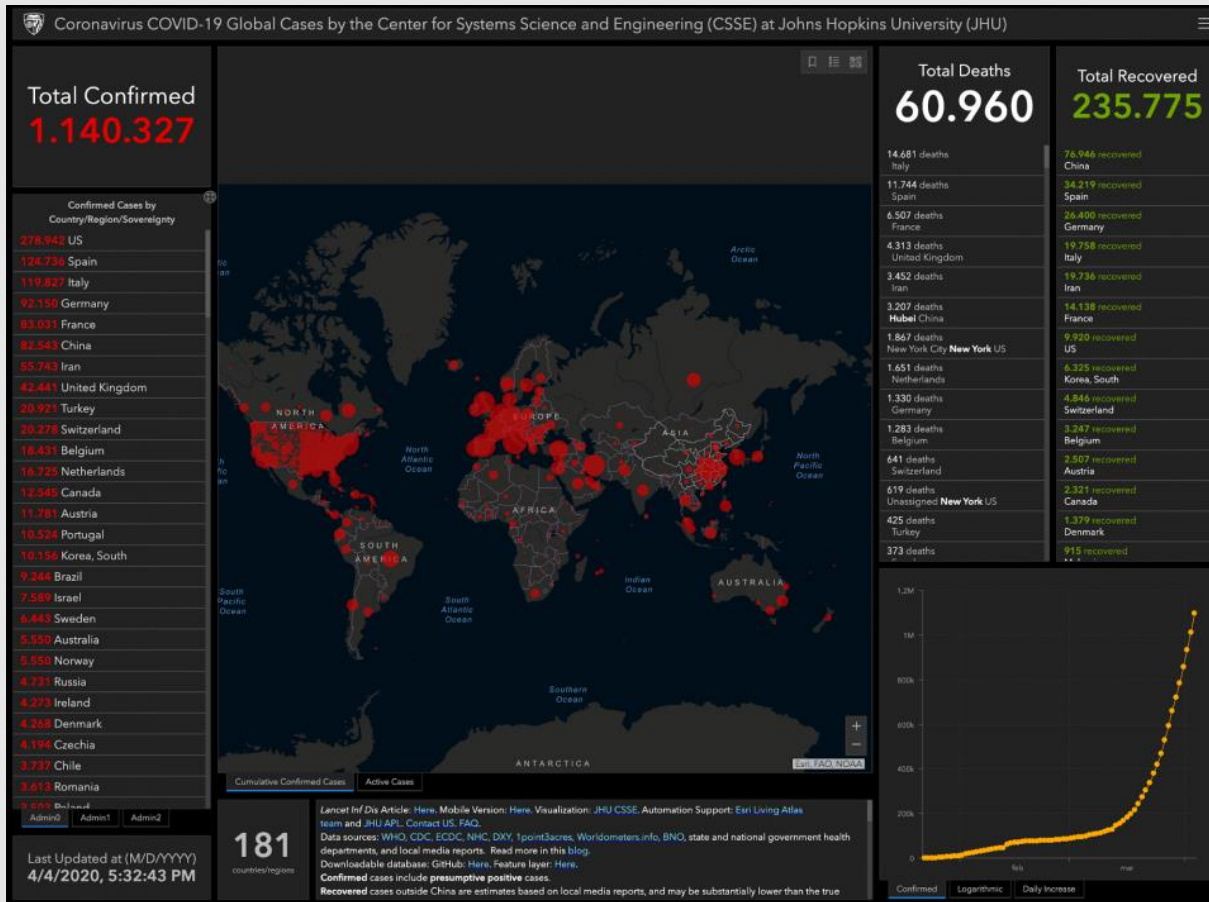 Coronavirus COVID-19 Global Cases by the Center for Systems Science and Engineering (CSSE) at Johns Hopkins University (JHU)
Total Confirmed
1.140.327
Confirmed Cases by
Country/Region/Sovereignty
278.942 US
124.736 Spain
119.827 Italy
92.150 Germany
83.031 France
82.543 China
55.743 Iran
42.441 United Kingdom
20.921 Turkey
20.278 Switzerland
18.431 Belgium
16.725 Netherlands
12.545 Canada
11.781 Austria
10.524 Portugal
10.156 Korea, South
9.244 Brazil
7.589 Israel
6.443 Sweden
5.550 Australia
5.550 Norway
4.731 Russia
4.273 Ireland
4.268 Denmark
4.194 Czechia
3.737 Chile
3.613 Romania
Poland
Admin0
Admin1
Admin2
Last Updated at (M/D/YYYY)
4/4/2020, 5:32:43 PM
Arctic
Ocean
NORTH
AMERICA
EUROPE
ASIA
North
Atlantic
Ocean
North
Pacific
Ocean
AFRICA
SOUTH
AMERICA
Indian
Ocean
AUSTRALIA
South
Pacific
Ocean
South
Atlantic
Ocean
Southern
Ocean
ANTARCTICA
+
−
Esri, FAO, NOAA
Cumulative Confirmed Cases
Active Cases
181
countries/regions
Lancet Inf Dis Article: Here. Mobile Version: Here. Visualization: JHU CSSE. Automation Support: Esri Living Atlas
team and JHU APL. Contact US. FAQ.
Data sources: WHO, CDC, ECDC, NHC, DXY, 1point3acres, Worldometers.info, BNO, state and national government health
departments, and local media reports. Read more in this blog.
Downloadable database: GitHub: Here. Feature layer: Here.
Confirmed cases include presumptive positive cases.
Recovered cases outside China are estimates based on local media reports, and may be substantially lower than the true
Total Deaths
60.960
14.681 deaths
Italy
11.744 deaths
Spain
6.507 deaths
France
4.313 deaths
United Kingdom
3.452 deaths
Iran
3.207 deaths
Hubei China
1.867 deaths
New York City New York US
1.651 deaths
Netherlands
1.330 deaths
Germany
1.283 deaths
Belgium
641 deaths
Switzerland
619 deaths
Unassigned New York US
425 deaths
Turkey
373 deaths
Total Recovered
235.775
76.946 recovered
China
34.219 recovered
Spain
26.400 recovered
Germany
19.758 recovered
Italy
19.736 recovered
Iran
14.138 recovered
France
9.920 recovered
US
6.325 recovered
Korea, South
4.846 recovered
Switzerland
3.247 recovered
Belgium
2.507 recovered
Austria
2.321 recovered
Canada
1.379 recovered
Denmark
915 recovered
1,2M
1M
800k
600k
400k
200k
0
feb
mar
Confirmed
Logarithmic
Daily Increase